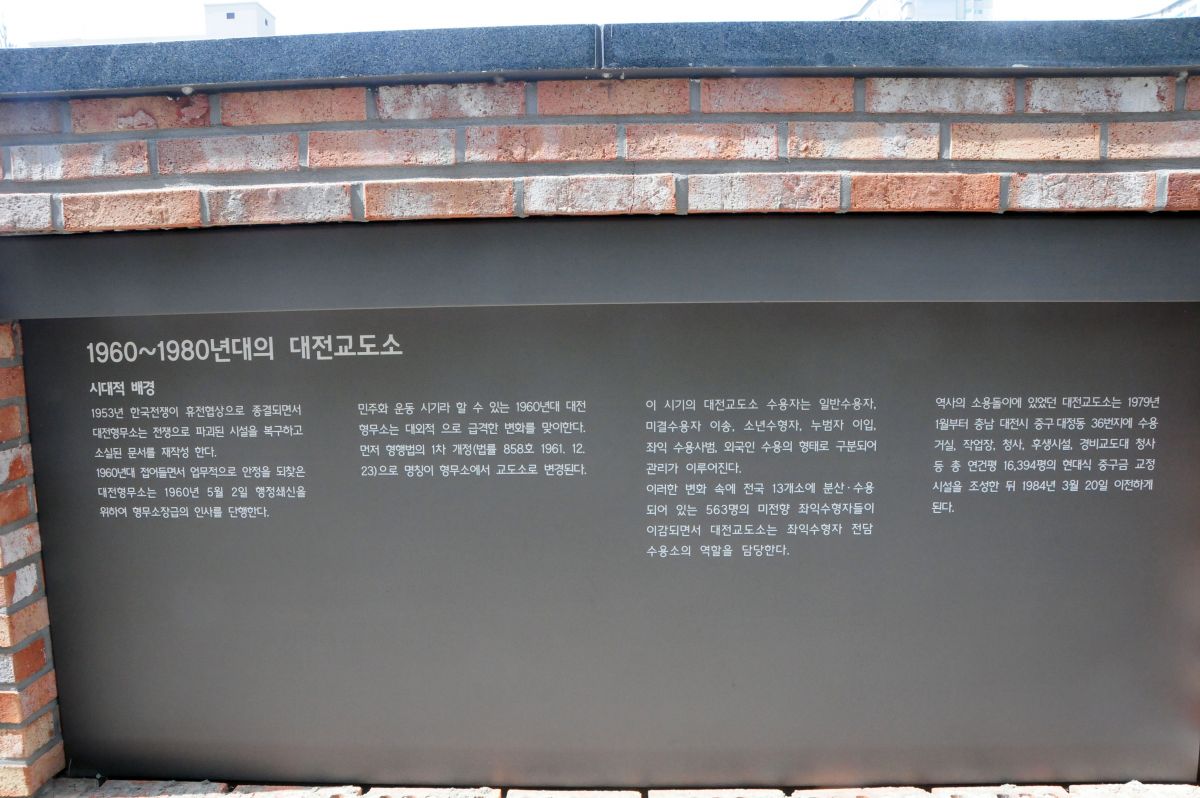 1960~1980년대의 대전교도소
시대적 배경
1953년 한국전쟁이 휴전협상으로 종결되면서
대전형무소는 전쟁으로 파괴된 시설을 복구하고
소실된 문서를 재작성 한다.
1960년대 접어들면서 업무적으로 안정을 되찾은
대전형무소는 1960년 5월 2일 행정쇄신을
위하여 형무소장급의 인사를 단행한다.
민주화 운동 시기라 할 수 있는 1960년대 대전
형무소는 대외적 으로 급격한 변화를 맞이한다.
먼저 형행법의 1차 개정(법률 858호 1961. 12.
23)으로 명칭이 형무소에서 교도소로 변경된다.
이 시기의 대전교도소 수용자는 일반수용자,
미결수용자 이송, 소년수형자, 누범자 이입,
좌익 수용사범, 외국인 수용의 형태로 구분되어
관리가 이루어진다.
이러한 변화 속에 전국 13개소에 분산·수용
되어 있는 563명의 미전향 좌익수형자들이
이감되면서 대전교도소는 좌익수형자 전담
수용소의 역할을 담당한다.
역사의 소용돌이에 있었던 대전교도소는 1979년
1월부터 충남 대전시 중구 대정동 36번지에 수용
거실, 작업장, 청사, 후생시설, 경비교도대 청사
등 총 연건평 16,394평의 현대식 중구금 교정
시설을 조성한 뒤 1984년 3월 20일 이전하게
된다.